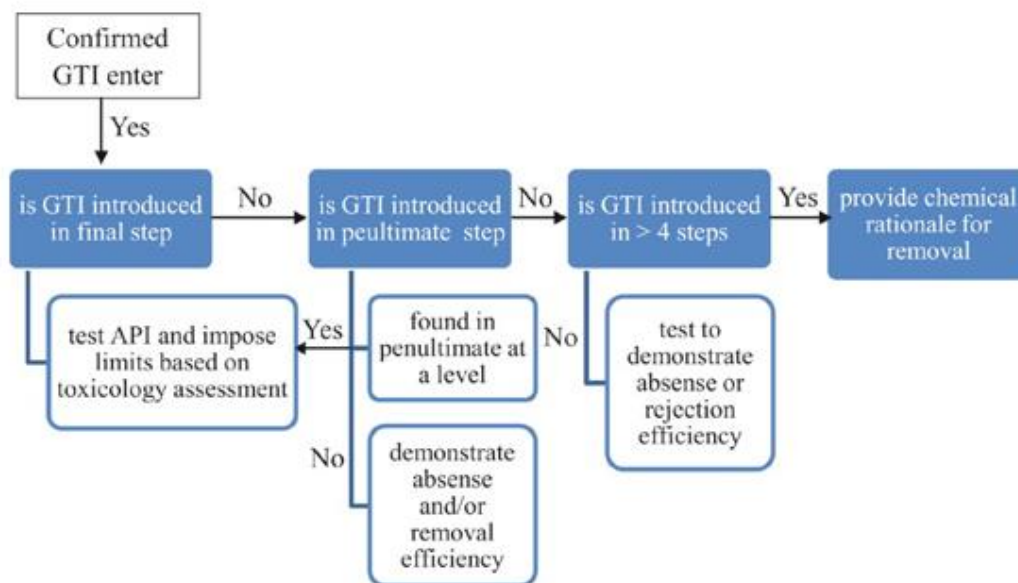 Confirmed
GTI enter
Yes
is GTI introduced
in final step
No
is GTI introduced
in peultimate step
No
is GTI introduced
in > 4 steps
Yes
provide chemical
rationale for
removal
test API and impose
limits based on
toxicology assessment
Yes
found in
penultimate at
a level
No
demonstrate
absense
and/or
removal
efficiency
No
test to
demonstrate
absense or
rejection
efficiency